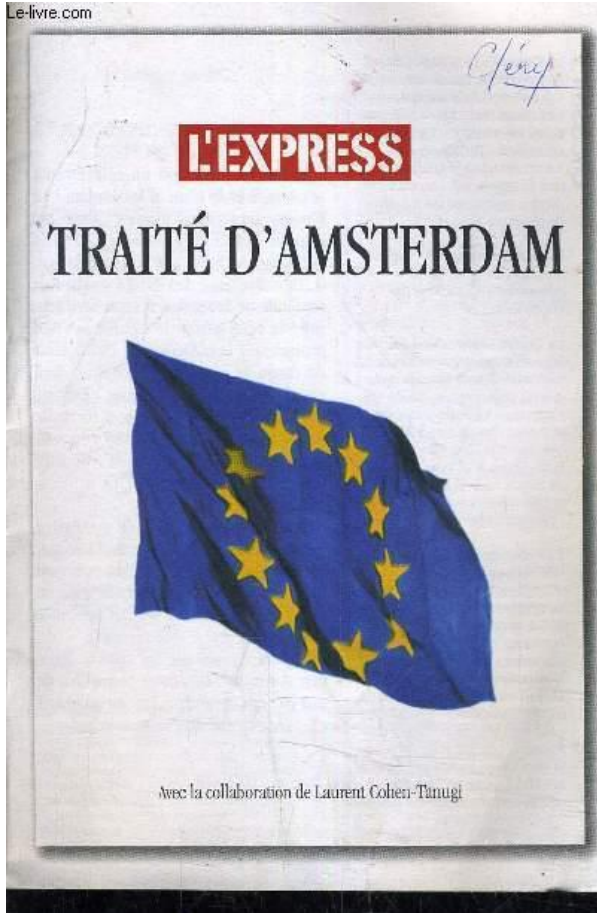 Le-livre.com
Cléry
L'EXPRESS
TRAITÉ D'AMSTERDAM
Avec la collaboration de Laurent Cohen-Tanugi